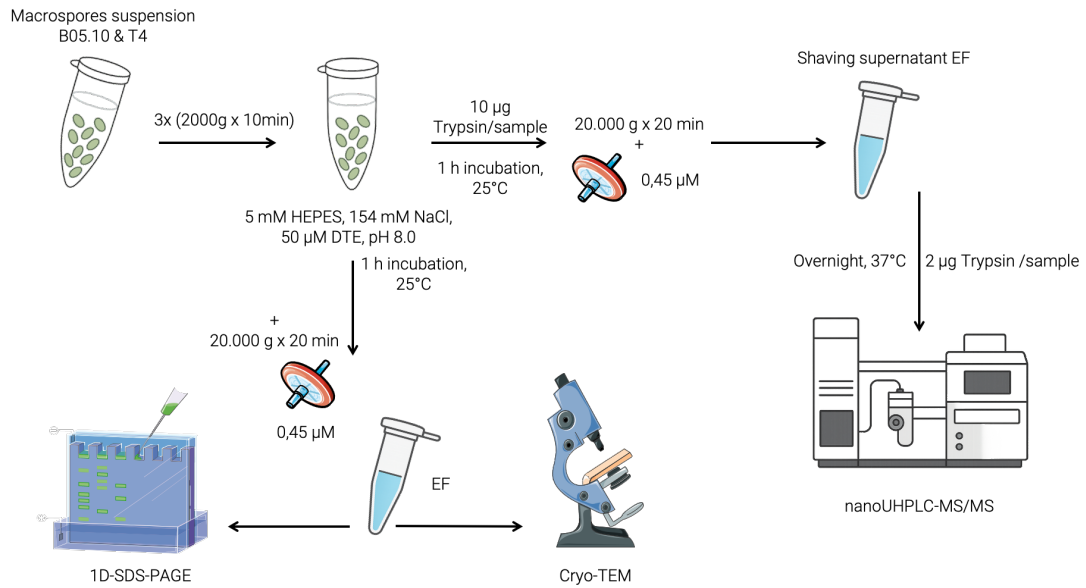 Macrospores suspension
B05.10 & T4
3x (2000g x 10min)
5 mM HEPES, 154 mM NaCl,
50 µM DTE, pH 8.0
10 µg
Trypsin/sample
1 h incubation,
25°C
20.000 g x 20 min
+
0,45 µM
Shaving supernatant EF
Overnight, 37°C
2 µg Trypsin /sample
nanoUHPLC-MS/MS
1 h incubation,
25°C
+
20.000 g x 20 min
0,45 µM
EF
1D-SDS-PAGE
Cryo-TEM